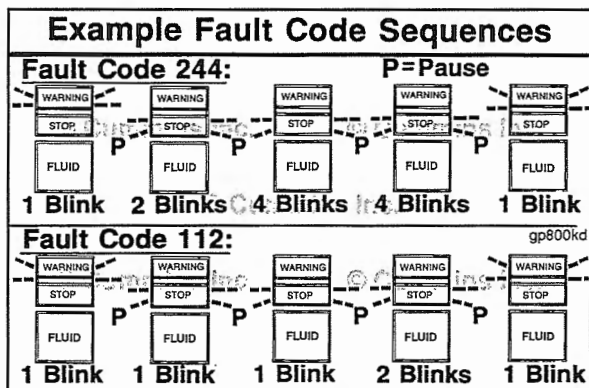 Example Fault Code Sequences
Fault Code 244: P=Pause
WARNING WARNING WARNING WARNING WARNING
STOP STOP STOP STOP STOP
P P P P
FLUID FLUID FLUID FLUID FLUID
1 Blink 2 Blinks 4 Blinks 4 Blinks 1 Blink
Fault Code 112: gp800kd
WARNING WARNING WARNING WARNING WARNING
STOP STOP STOP STOP STOP
P P P P
FLUID FLUID FLUID FLUID FLUID
1 Blink 1 Blink 1 Blink 2 Blinks 1 Blink